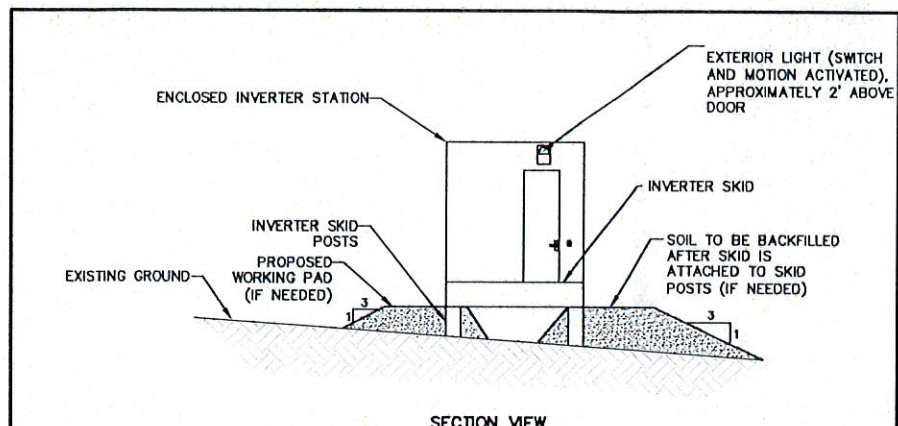 EXTERIOR LIGHT (SWITCH
AND MOTION ACTIVATED),
APPROXIMATELY 2' ABOVE
DOOR
ENCLOSED INVERTER STATION
INVERTER SKID
INVERTER SKID
POSTS
PROPOSED
WORKING PAD
(IF NEEDED)
EXISTING GROUND
SOIL TO BE BACKFILLED
AFTER SKID IS
ATTACHED TO SKID
POSTS (IF NEEDED)
3
1
3
1
SECTION VIEW